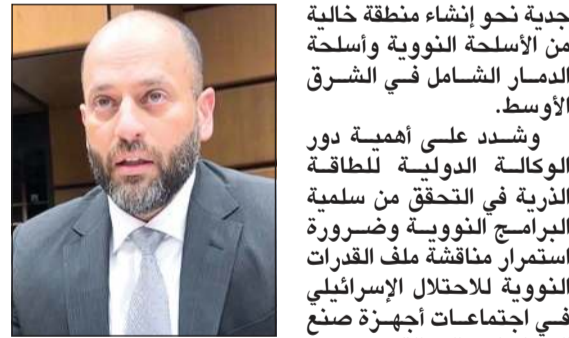 جدية نحو إنشاء منطقة خالية
من الأسلحة النووية وأسلحة
الدمار الشامل في الشرق
الأوسط.
وشدد على أهمية دور
الوكالة الدولية للطاقة
الذرية في التحقق من سلمية
البرامج النووية وضرورة
استمرار مناقشة ملف القدرات
النووية للاحتلال الإسرائيلي
في اجتماعات أجهزة صنع